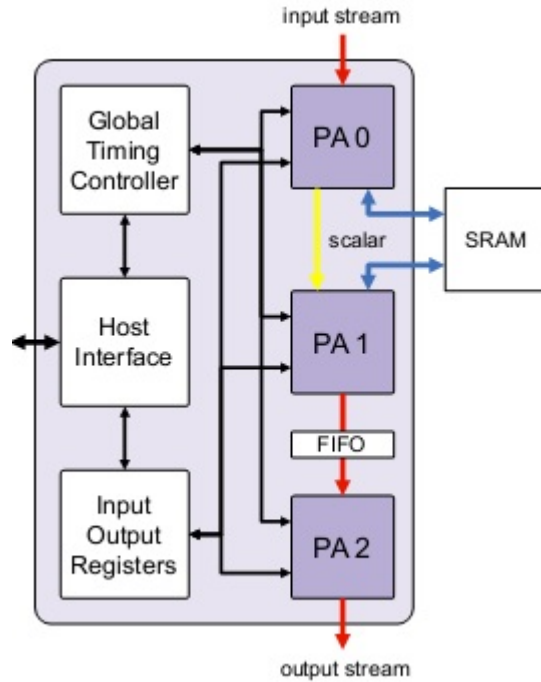 input stream
Global
Timing
Controller
PA 0
scalar
SRAM
Host
Interface
PA 1
FIFO
Input
Output
Registers
PA 2
output stream